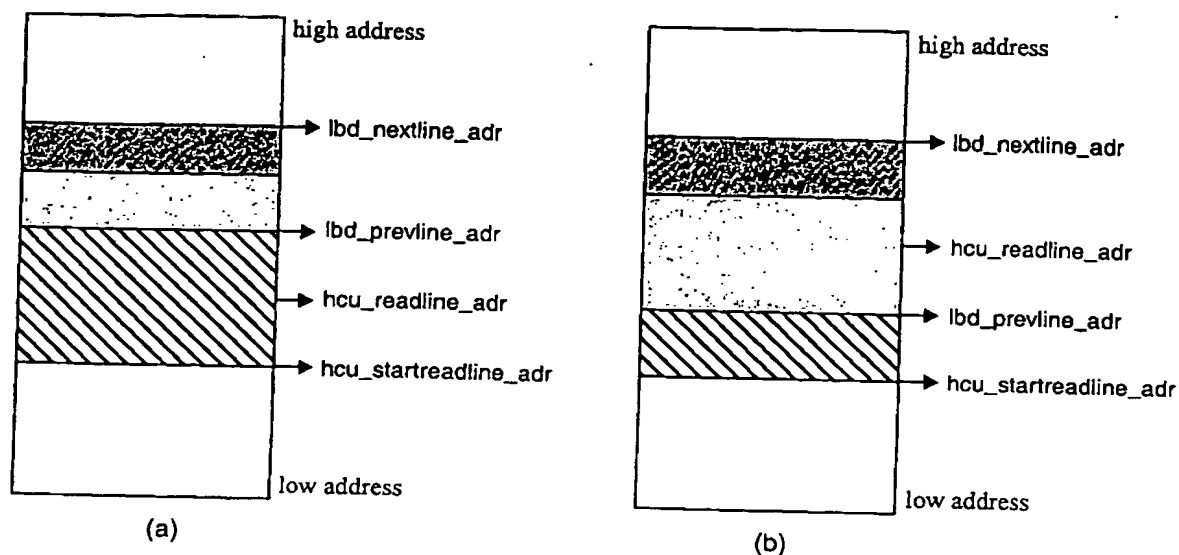 high address
lbd_nextline_adr
lbd_prevline_adr
hcu_readline_adr
hcu_startreadline_adr
low address
(a)
high address
lbd_nextline_adr
hcu_readline_adr
lbd_prevline_adr
hcu_startreadline_adr
low address
(b)